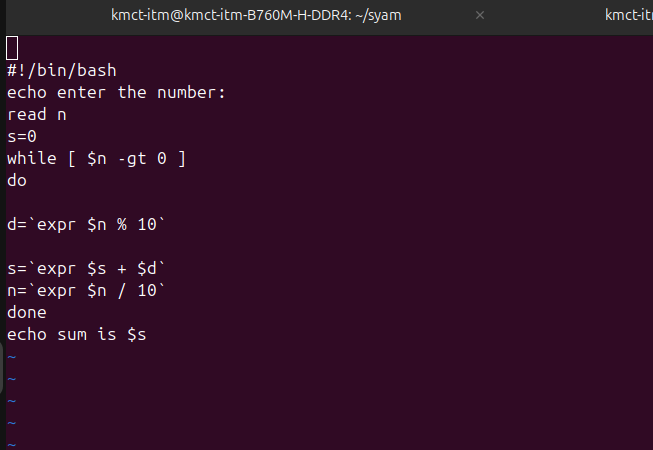 kmct-itm@kmct-itm-B760M-H-DDR4: ~/syam × kmct-it
#!/bin/bash
echo enter the number:
read n
s=0
while [ $n -gt 0 ]
do
d=`expr $n % 10`
s=`expr $s + $d`
n=`expr $n / 10`
done
echo sum is $s
~
~
~
~
~